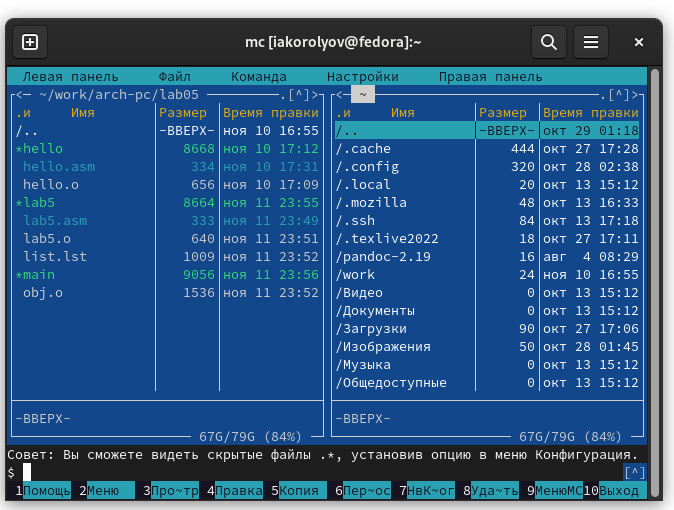 mc [iakorolyov@fedora]:~
Левая панель Файл Команда Настройки Правая панель
<— ~/work/arch-pc/lab05 .[^]>
.и Имя Размер Время правки
/.. -ВВЕРХ- ноя 10 16:55
*hello 8668 ноя 10 17:12
hello.asm 334 ноя 10 17:31
hello.o 656 ноя 10 17:09
*lab5 8664 ноя 11 23:55
lab5.asm 333 ноя 11 23:49
lab5.o 640 ноя 11 23:51
list.lst 1009 ноя 11 23:52
*main 9056 ноя 11 23:56
obj.o 1536 ноя 11 23:52
-ВВЕРХ-
67G/79G (84%)
<— ~ .[^]>
.и Имя Размер Время правки
/.. -ВВЕРХ- окт 29 01:18
/.cache 444 окт 27 17:28
/.config 320 окт 28 02:38
/.local 20 окт 13 15:12
/.mozilla 48 окт 13 16:33
/.ssh 84 окт 13 17:18
/.texlive2022 18 окт 27 17:11
/pandoc-2.19 16 авг 4 08:29
/work 24 ноя 10 16:55
/Видео 0 окт 13 15:12
/Документы 0 окт 13 15:12
/Загрузки 90 окт 27 17:06
/Изображения 50 окт 28 01:45
/Музыка 0 окт 13 15:12
/Общедоступные 0 окт 13 15:12
-ВВЕРХ-
67G/79G (84%)
Совет: Вы сможете видеть скрытые файлы .*, установив опцию в меню Конфигурация.
$ [^]
1Помощь 2Меню 3Про~тр 4Правка 5Копия 6Пер~ос 7НвК~ог 8Уда~ть 9МенюMC 10Выход